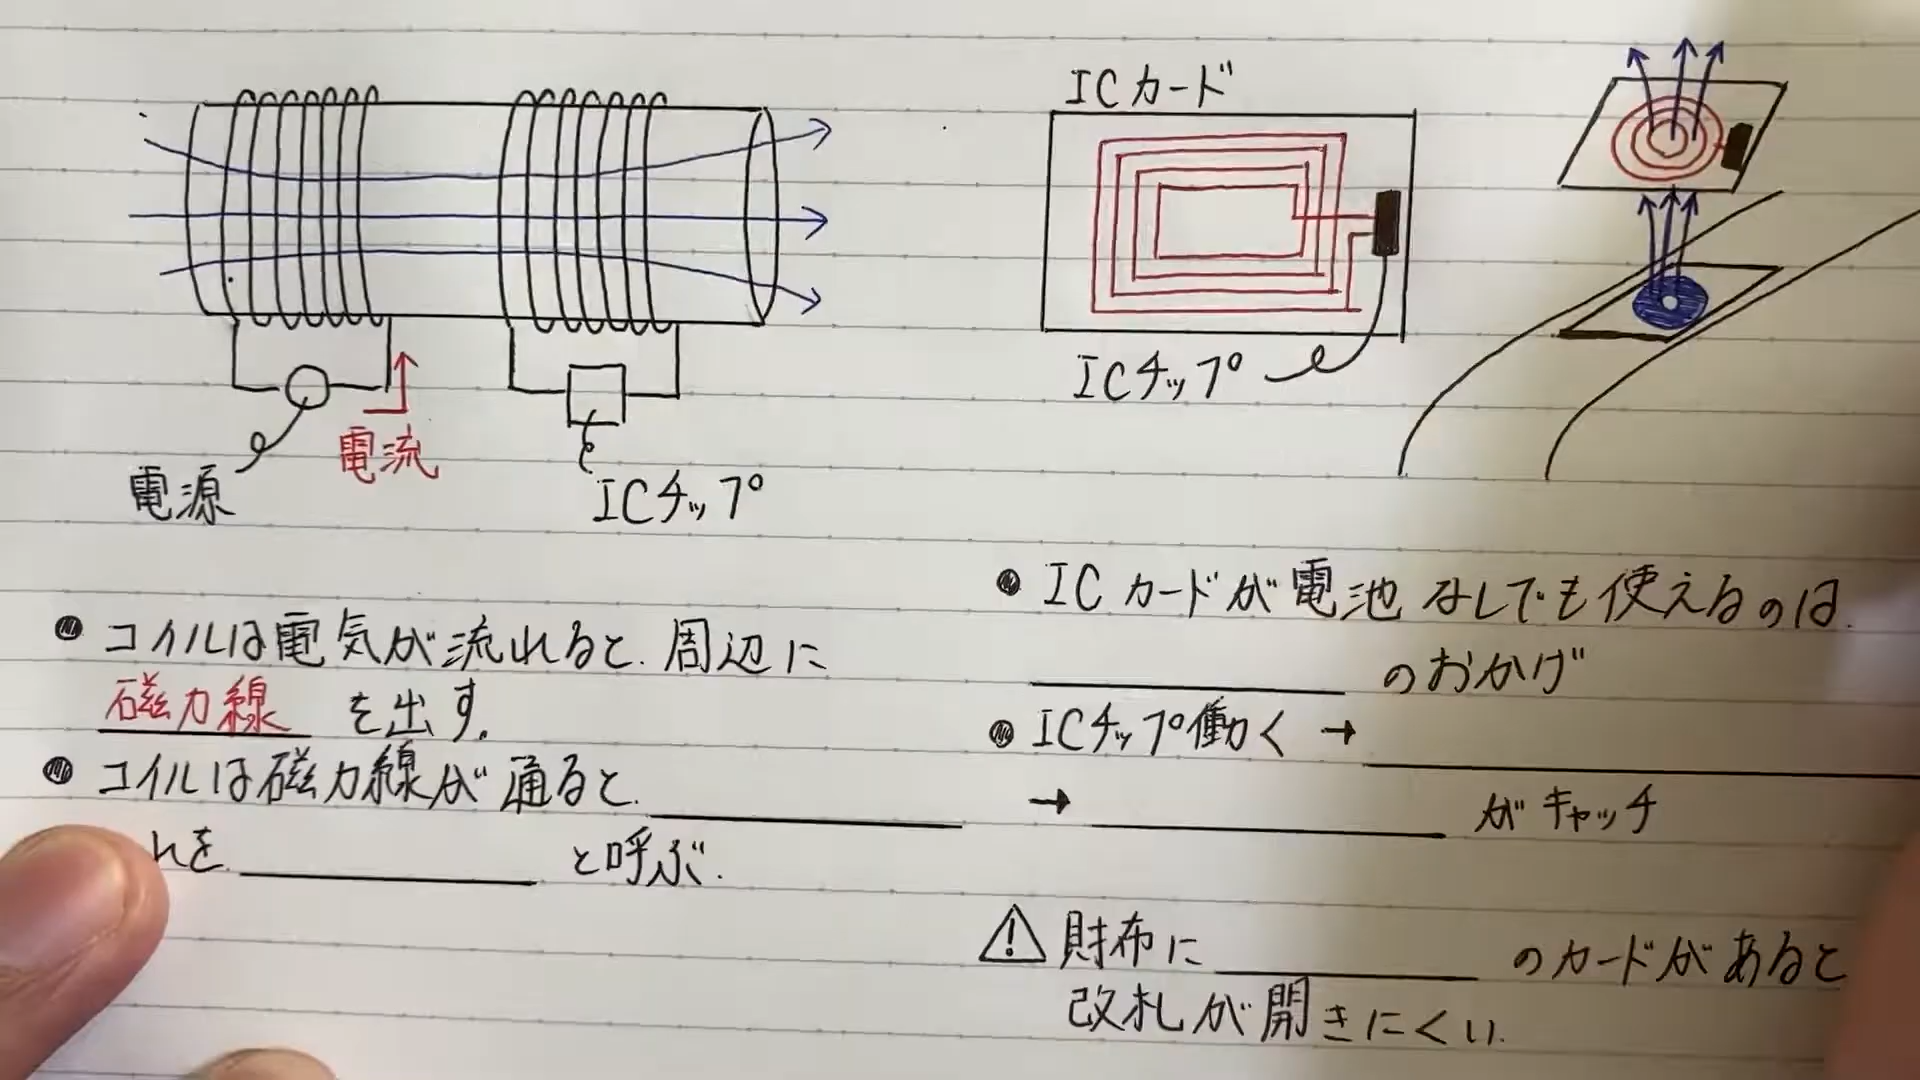 電源
電流
ICチップ
ICカード
ICチップ
● コイルは電気が流れると、周辺に
磁力線 を出す。
● コイルは磁力線が通ると、
れを と呼ぶ。
● ICカードが電池なしでも使えるのは、
のおかげ
● ICチップ働く →
→ がキャッチ
⚠ 財布に のカードがあると
改札が開きにくい。